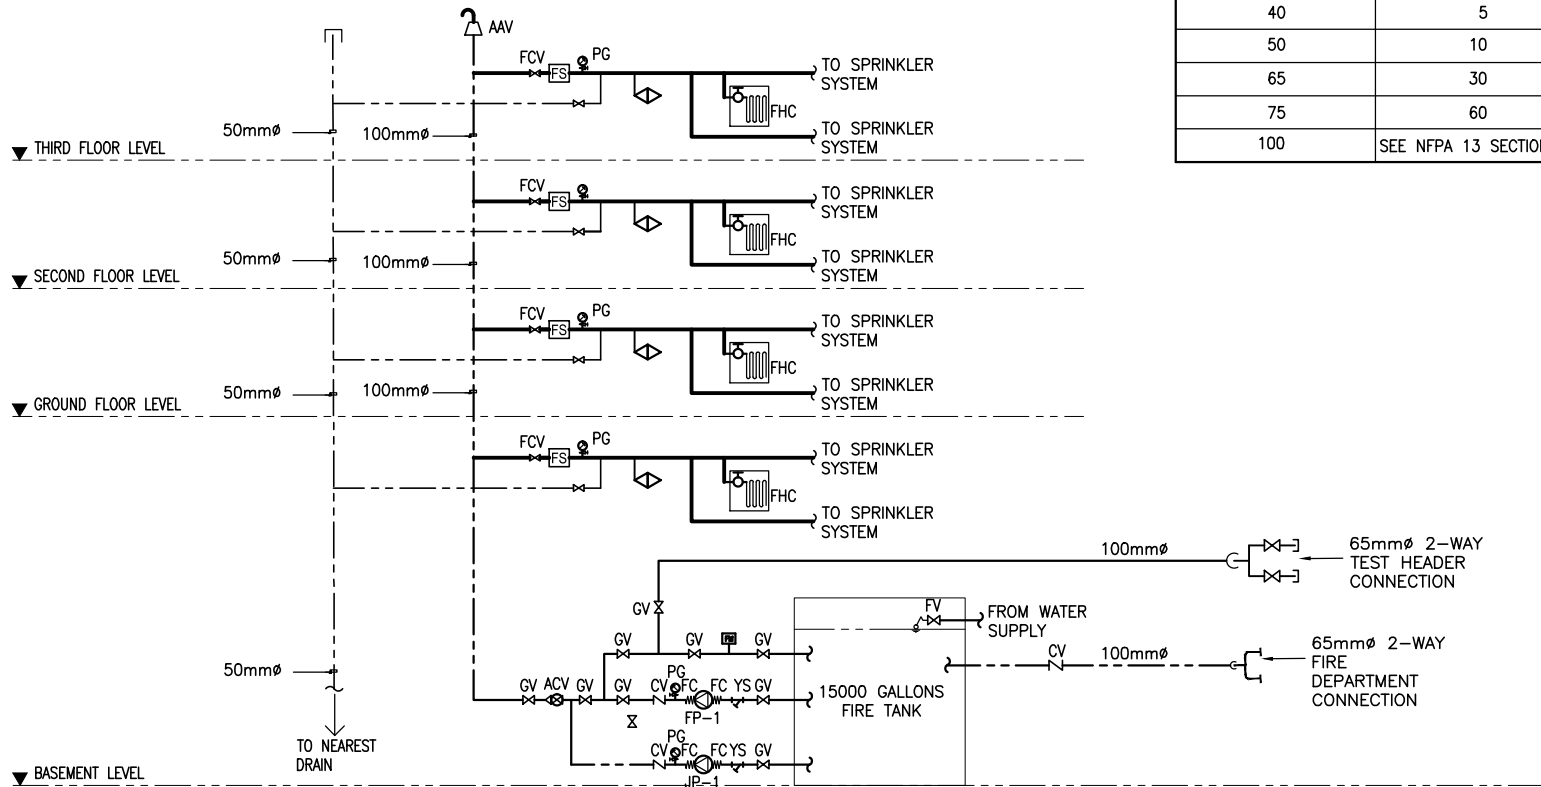 40 5
50 10
65 30
75 60
100 SEE NFPA 13 SECTION
AAV
FCV FS PG
TO SPRINKLER
SYSTEM
FHC
TO SPRINKLER
SYSTEM
50mmø 100mmø
THIRD FLOOR LEVEL
FCV FS
TO SPRINKLER
SYSTEM
FHC
TO SPRINKLER
SYSTEM
50mmø 100mmø
SECOND FLOOR LEVEL
FCV FS PG
TO SPRINKLER
SYSTEM
FHC
TO SPRINKLER
SYSTEM
50mmø 100mmø
GROUND FLOOR LEVEL
FCV FS PG
TO SPRINKLER
SYSTEM
FHC
TO SPRINKLER
SYSTEM
100mmø
65mmø 2-WAY
TEST HEADER
CONNECTION
GV
FV
FROM WATER
SUPPLY
GV GV GV
CV
100mmø
65mmø 2-WAY
FIRE
DEPARTMENT
CONNECTION
50mmø
GV ACV GV GV CV PG FC FC YS GV
FP-1
15000 GALLONS
FIRE TANK
TO NEAREST
DRAIN
CV PG FC FC YS GV
JP-1
BASEMENT LEVEL